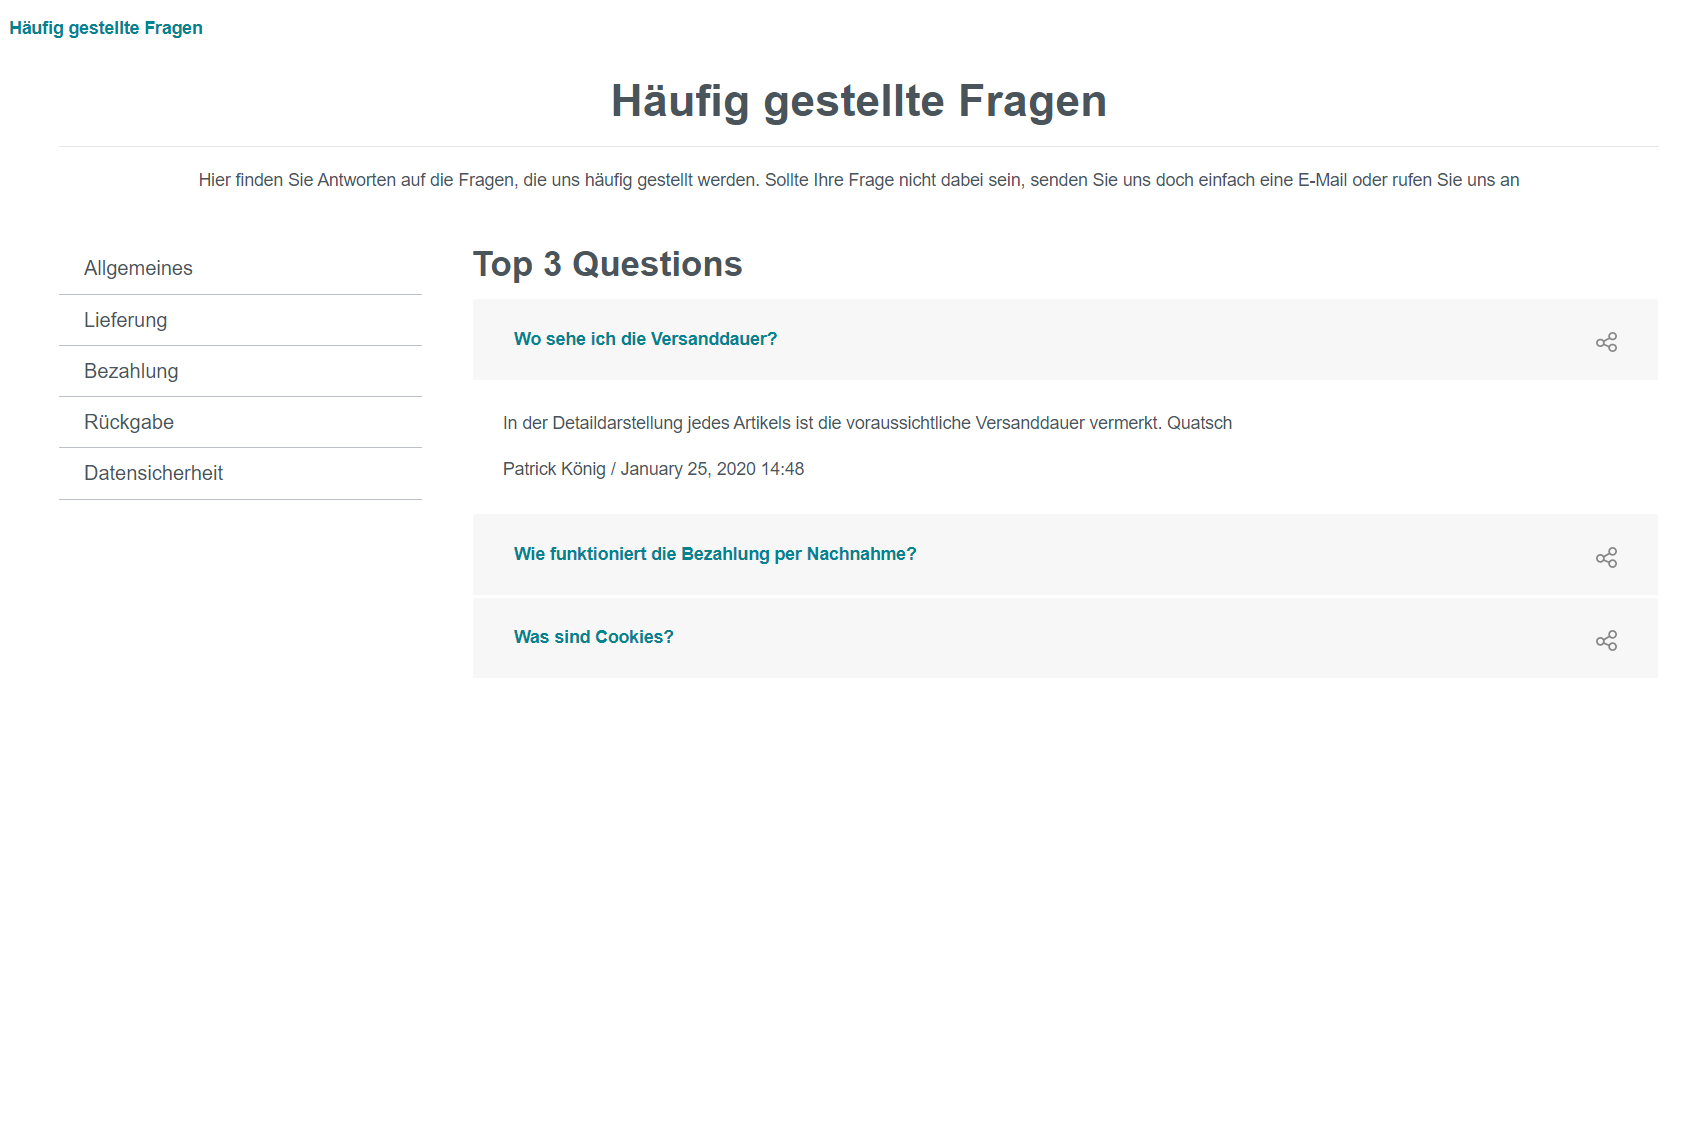 Häufig gestellte Fragen
Häufig gestellte Fragen
Hier finden Sie Antworten auf die Fragen, die uns häufig gestellt werden. Sollte Ihre Frage nicht dabei sein, senden Sie uns doch einfach eine E-Mail oder rufen Sie uns an
Allgemeines
Lieferung
Bezahlung
Rückgabe
Datensicherheit
Top 3 Questions
Wo sehe ich die Versanddauer?
In der Detaildarstellung jedes Artikels ist die voraussichtliche Versanddauer vermerkt. Quatsch
Patrick König / January 25, 2020 14:48
Wie funktioniert die Bezahlung per Nachnahme?
Was sind Cookies?